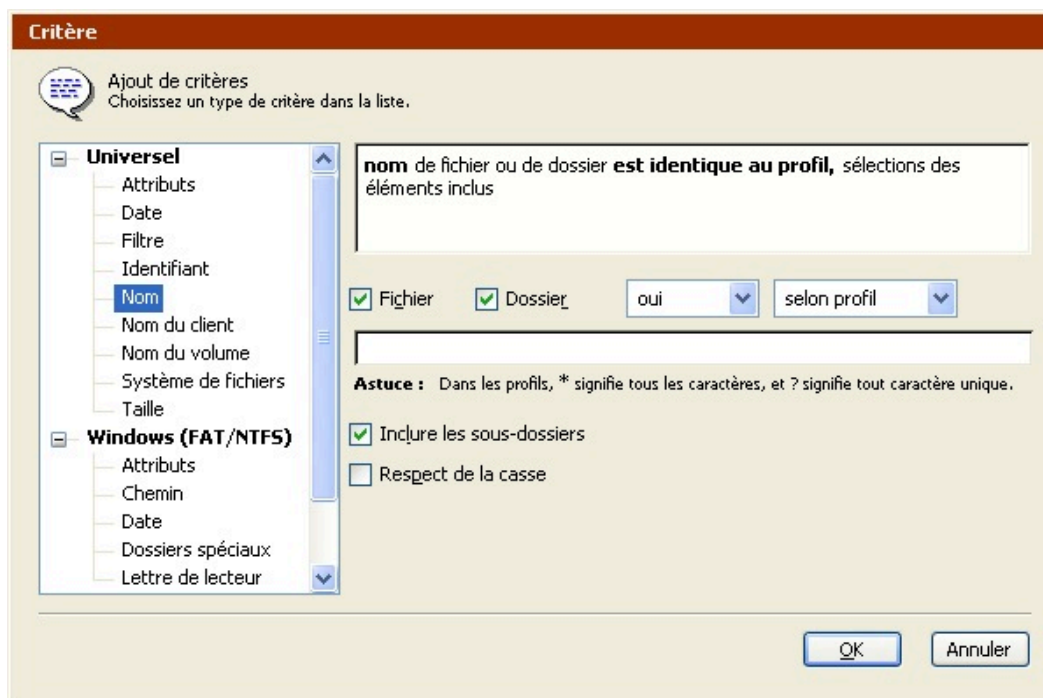 Critère
Ajout de critères
Choisissez un type de critère dans la liste.
Universel
Attributs
Date
Filtre
Identifiant
Nom
Nom du client
Nom du volume
Système de fichiers
Taille
Windows (FAT/NTFS)
Attributs
Chemin
Date
Dossiers spéciaux
Lettre de lecteur
nom de fichier ou de dossier est identique au profil, sélections des
éléments inclus
Fichier Dossier oui selon profil
Astuce : Dans les profils, * signifie tous les caractères, et ? signifie tout caractère unique.
Inclure les sous-dossiers
Respect de la casse
OK Annuler